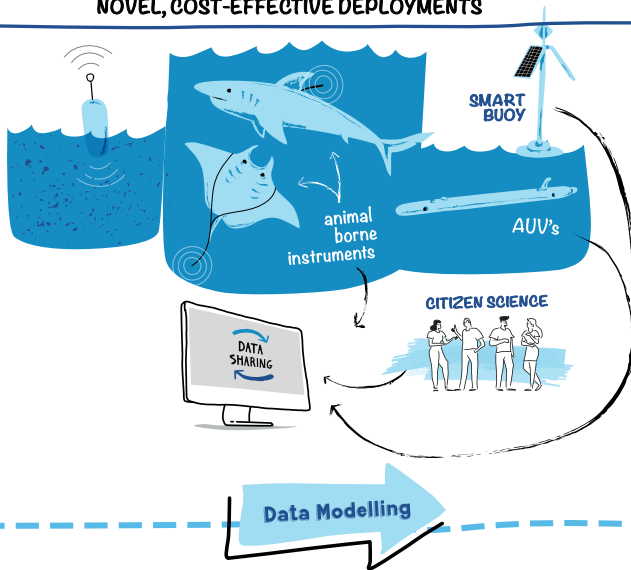 NOVEL, COST-EFFECTIVE DEPLOYMENTS
SMART
BUOY
animal
borne
instruments
AUV's
CITIZEN SCIENCE
DATA
SHARING
Data Modelling